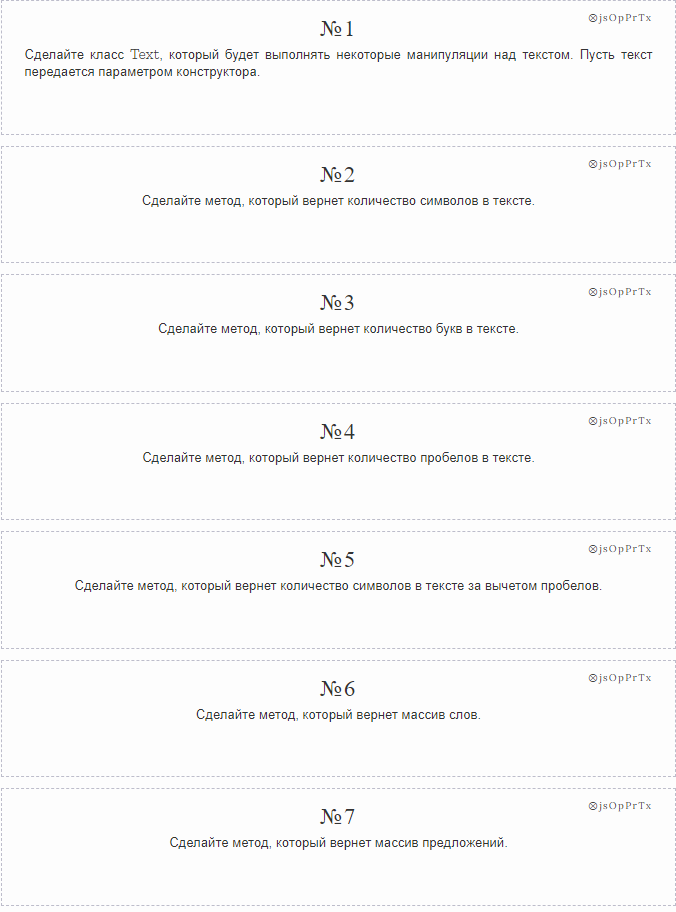 ⊗jsOpPrTx
№1
Сделайте класс Text, который будет выполнять некоторые манипуляции над текстом. Пусть текст
передается параметром конструктора.
⊗jsOpPrTx
№2
Сделайте метод, который вернет количество символов в тексте.
⊗jsOpPrTx
№3
Сделайте метод, который вернет количество букв в тексте.
⊗jsOpPrTx
№4
Сделайте метод, который вернет количество пробелов в тексте.
⊗jsOpPrTx
№5
Сделайте метод, который вернет количество символов в тексте за вычетом пробелов.
⊗jsOpPrTx
№6
Сделайте метод, который вернет массив слов.
⊗jsOpPrTx
№7
Сделайте метод, который вернет массив предложений.